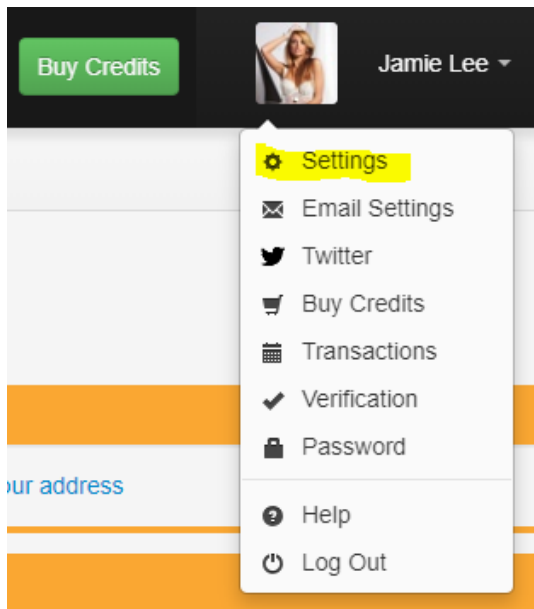 Buy Credits
Jamie Lee
Settings
Email Settings
Twitter
Buy Credits
Transactions
Verification
Password
our address
Help
Log Out